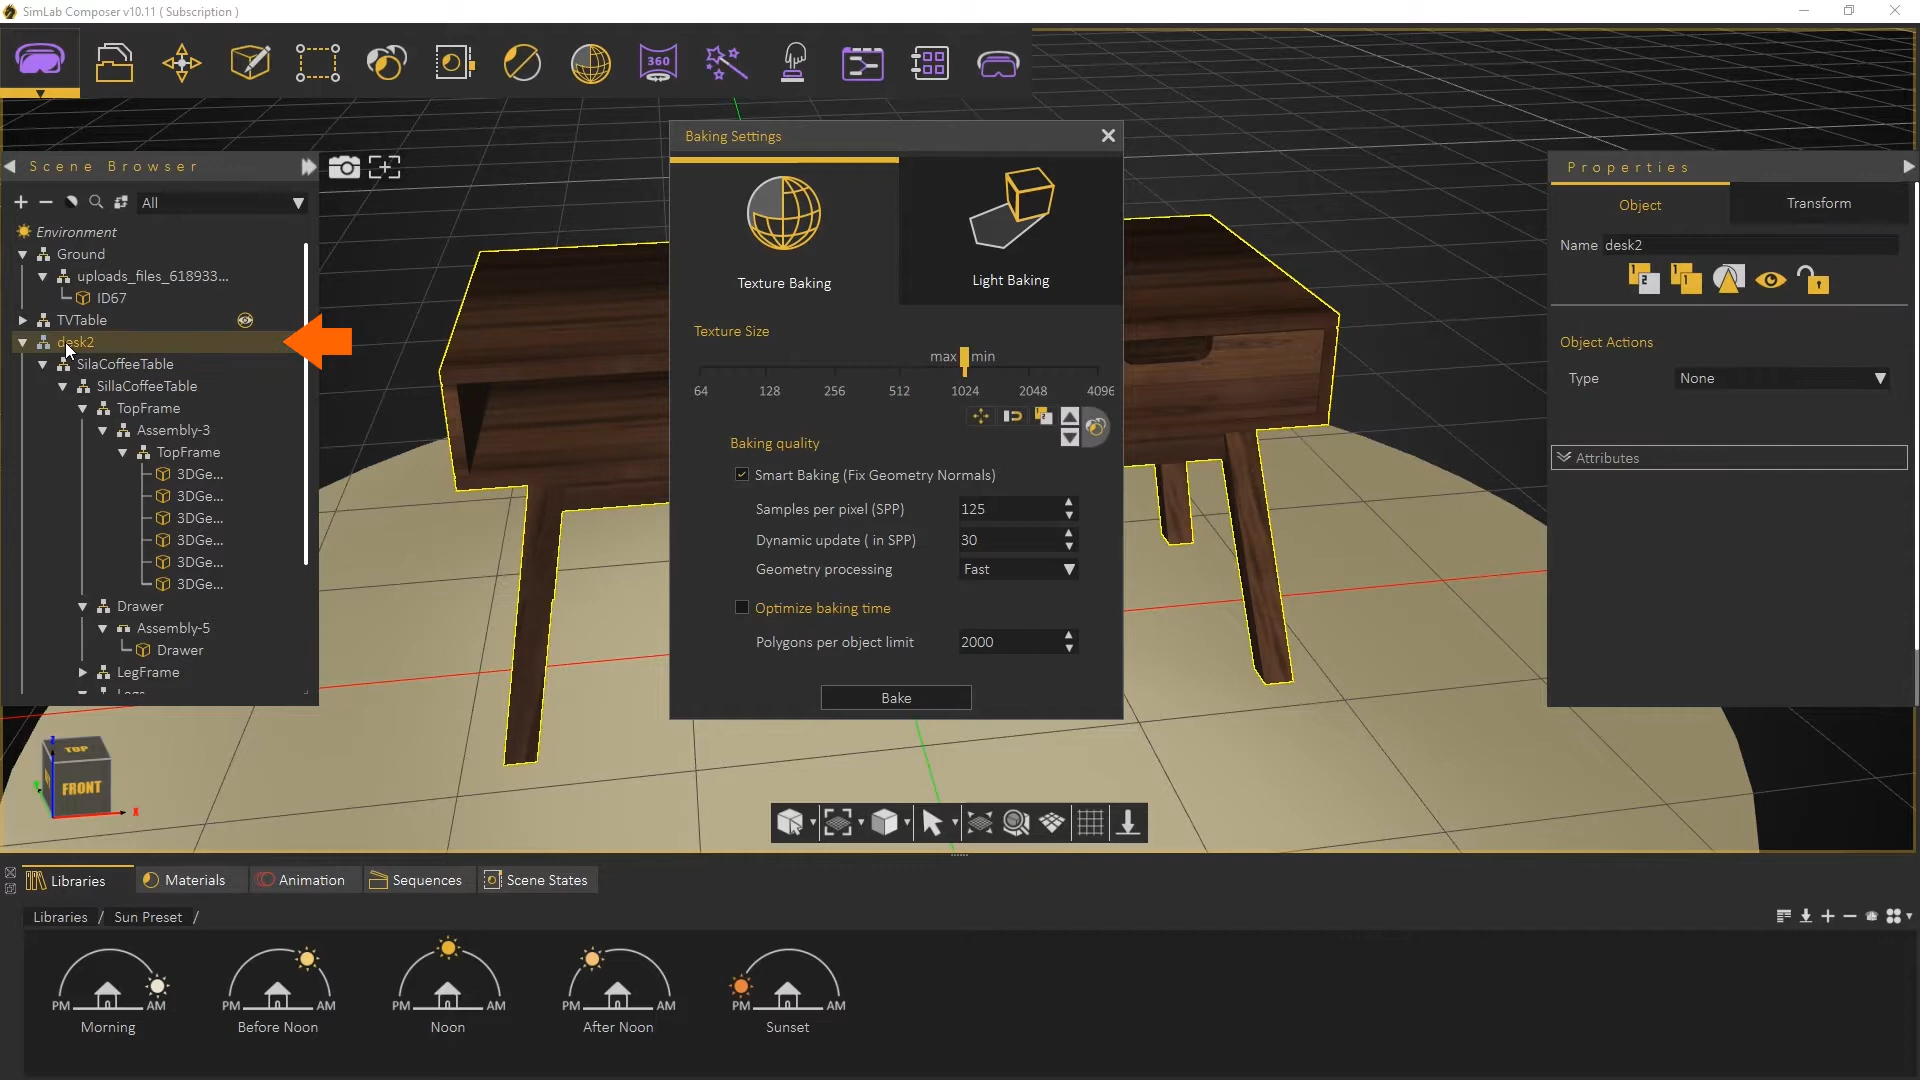 SimLab Composer v10.11 ( Subscription )
360
Scene Browser
All
Environment
Ground
uploads_files_618933...
ID67
TVTable
desk2
SilaCoffeeTable
SillaCoffeeTable
TopFrame
Assembly-3
TopFrame
3DGe...
3DGe...
3DGe...
3DGe...
3DGe...
3DGe...
Drawer
Assembly-5
Drawer
LegFrame
Legs
Baking Settings
Texture Baking
Light Baking
Texture Size
max min
64 128 256 512 1024 2048 4096
Baking quality
Smart Baking (Fix Geometry Normals)
Samples per pixel (SPP) 125
Dynamic update ( in SPP) 30
Geometry processing Fast
Optimize baking time
Polygons per object limit 2000
Bake
Properties
Object Transform
Name desk2
Object Actions
Type None
Attributes
TOP
FRONT
Z
X
Libraries Materials Animation Sequences Scene States
Libraries / Sun Preset /
PM AM PM AM PM AM PM AM PM AM
Morning Before Noon Noon After Noon Sunset